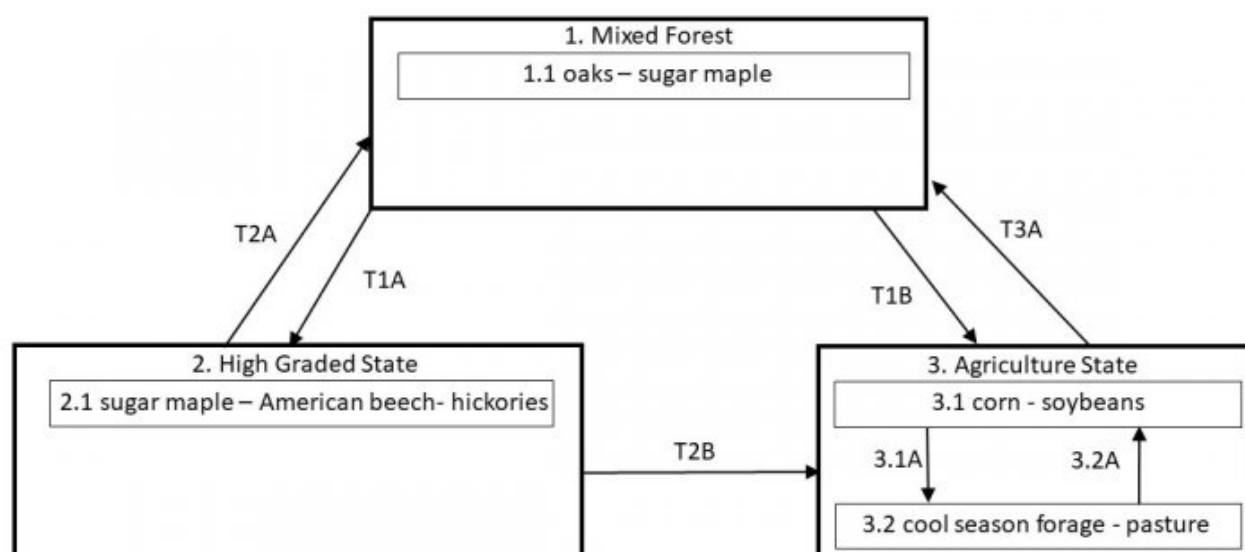 1. Mixed Forest
1.1 oaks – sugar maple
T2A
T1A
T3A
T1B
2. High Graded State
2.1 sugar maple – American beech- hickories
T2B
3. Agriculture State
3.1 corn - soybeans
3.1A
3.2A
3.2 cool season forage - pasture